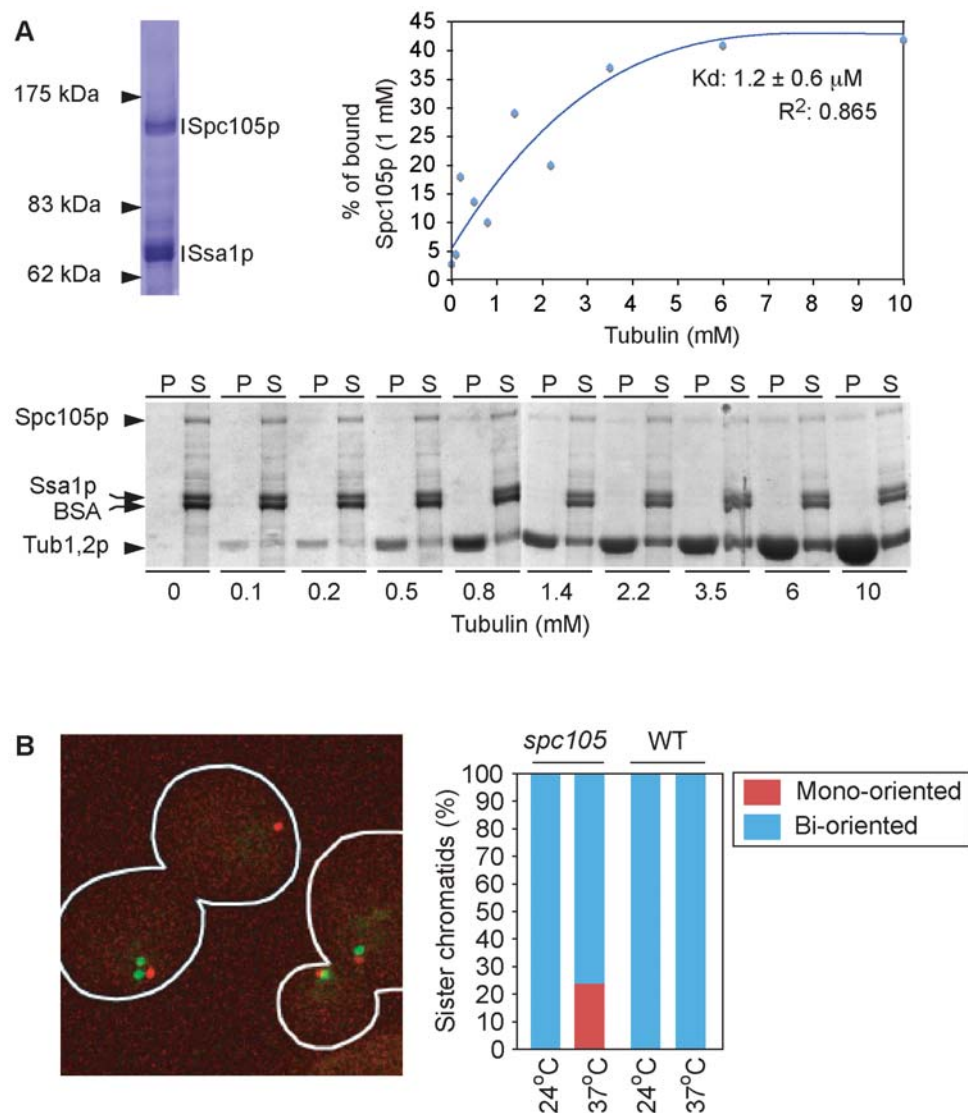 A
175 kDa
ISpc105p
83 kDa
ISsa1p
62 kDa
% of bound
Spc105p (1 mM)
45
40
35
30
25
20
15
10
5
0
Kd: 1.2 ± 0.6 μM
R²: 0.865
0 1 2 3 4 5 6 7 8 9 10
Tubulin (mM)
P S P S P S P S P S P S P S P S P S P S
Spc105p
Ssa1p
BSA
Tub1,2p
0 0.1 0.2 0.5 0.8 1.4 2.2 3.5 6 10
Tubulin (mM)
B
spc105 WT
Sister chromatids (%)
100
90
80
70
60
50
40
30
20
10
0
24°C 37°C 24°C 37°C
Mono-oriented
Bi-oriented